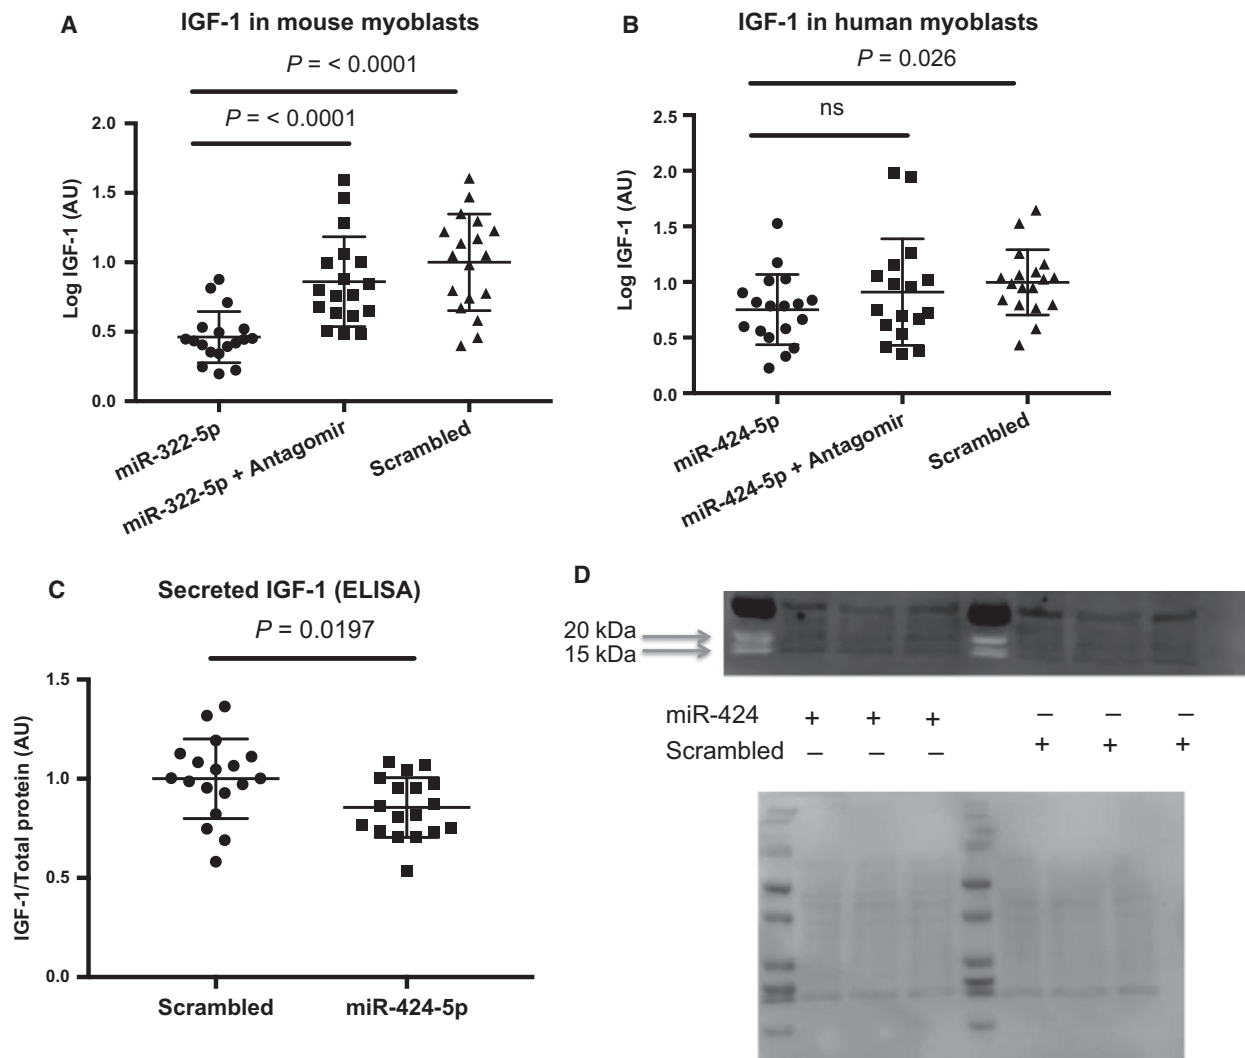 A
IGF-1 in mouse myoblasts
P = < 0.0001
P = < 0.0001
Log IGF-1 (AU)
2.0
1.5
1.0
0.5
0.0
miR-322-5p
miR-322-5p + Antagomir
Scrambled
B
IGF-1 in human myoblasts
P = 0.026
ns
Log IGF-1 (AU)
2.5
2.0
1.5
1.0
0.5
0.0
miR-424-5p
miR-424-5p + Antagomir
Scrambled
C
Secreted IGF-1 (ELISA)
P = 0.0197
IGF-1/Total protein (AU)
1.5
1.0
0.5
0.0
Scrambled
miR-424-5p
D
20 kDa
15 kDa
miR-424 + + + – – –
Scrambled – – – + + +